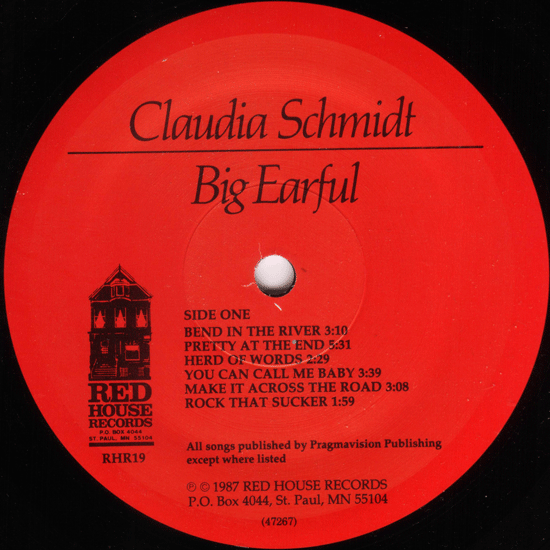 Claudia Schmidt
Big Earful
SIDE ONE
BEND IN THE RIVER 3:10
PRETTY AT THE END 5:31
HERD OF WORDS 2:29
YOU CAN CALL ME BABY 3:39
MAKE IT ACROSS THE ROAD 3:08
ROCK THAT SUCKER 1:59
RED
HOUSE
RECORDS
P.O. BOX 4044
ST. PAUL, MN 55104
RHR19
All songs published by Pragmavision Publishing
except where listed
℗ © 1987 RED HOUSE RECORDS
P.O. Box 4044, St. Paul, MN 55104
(47267)